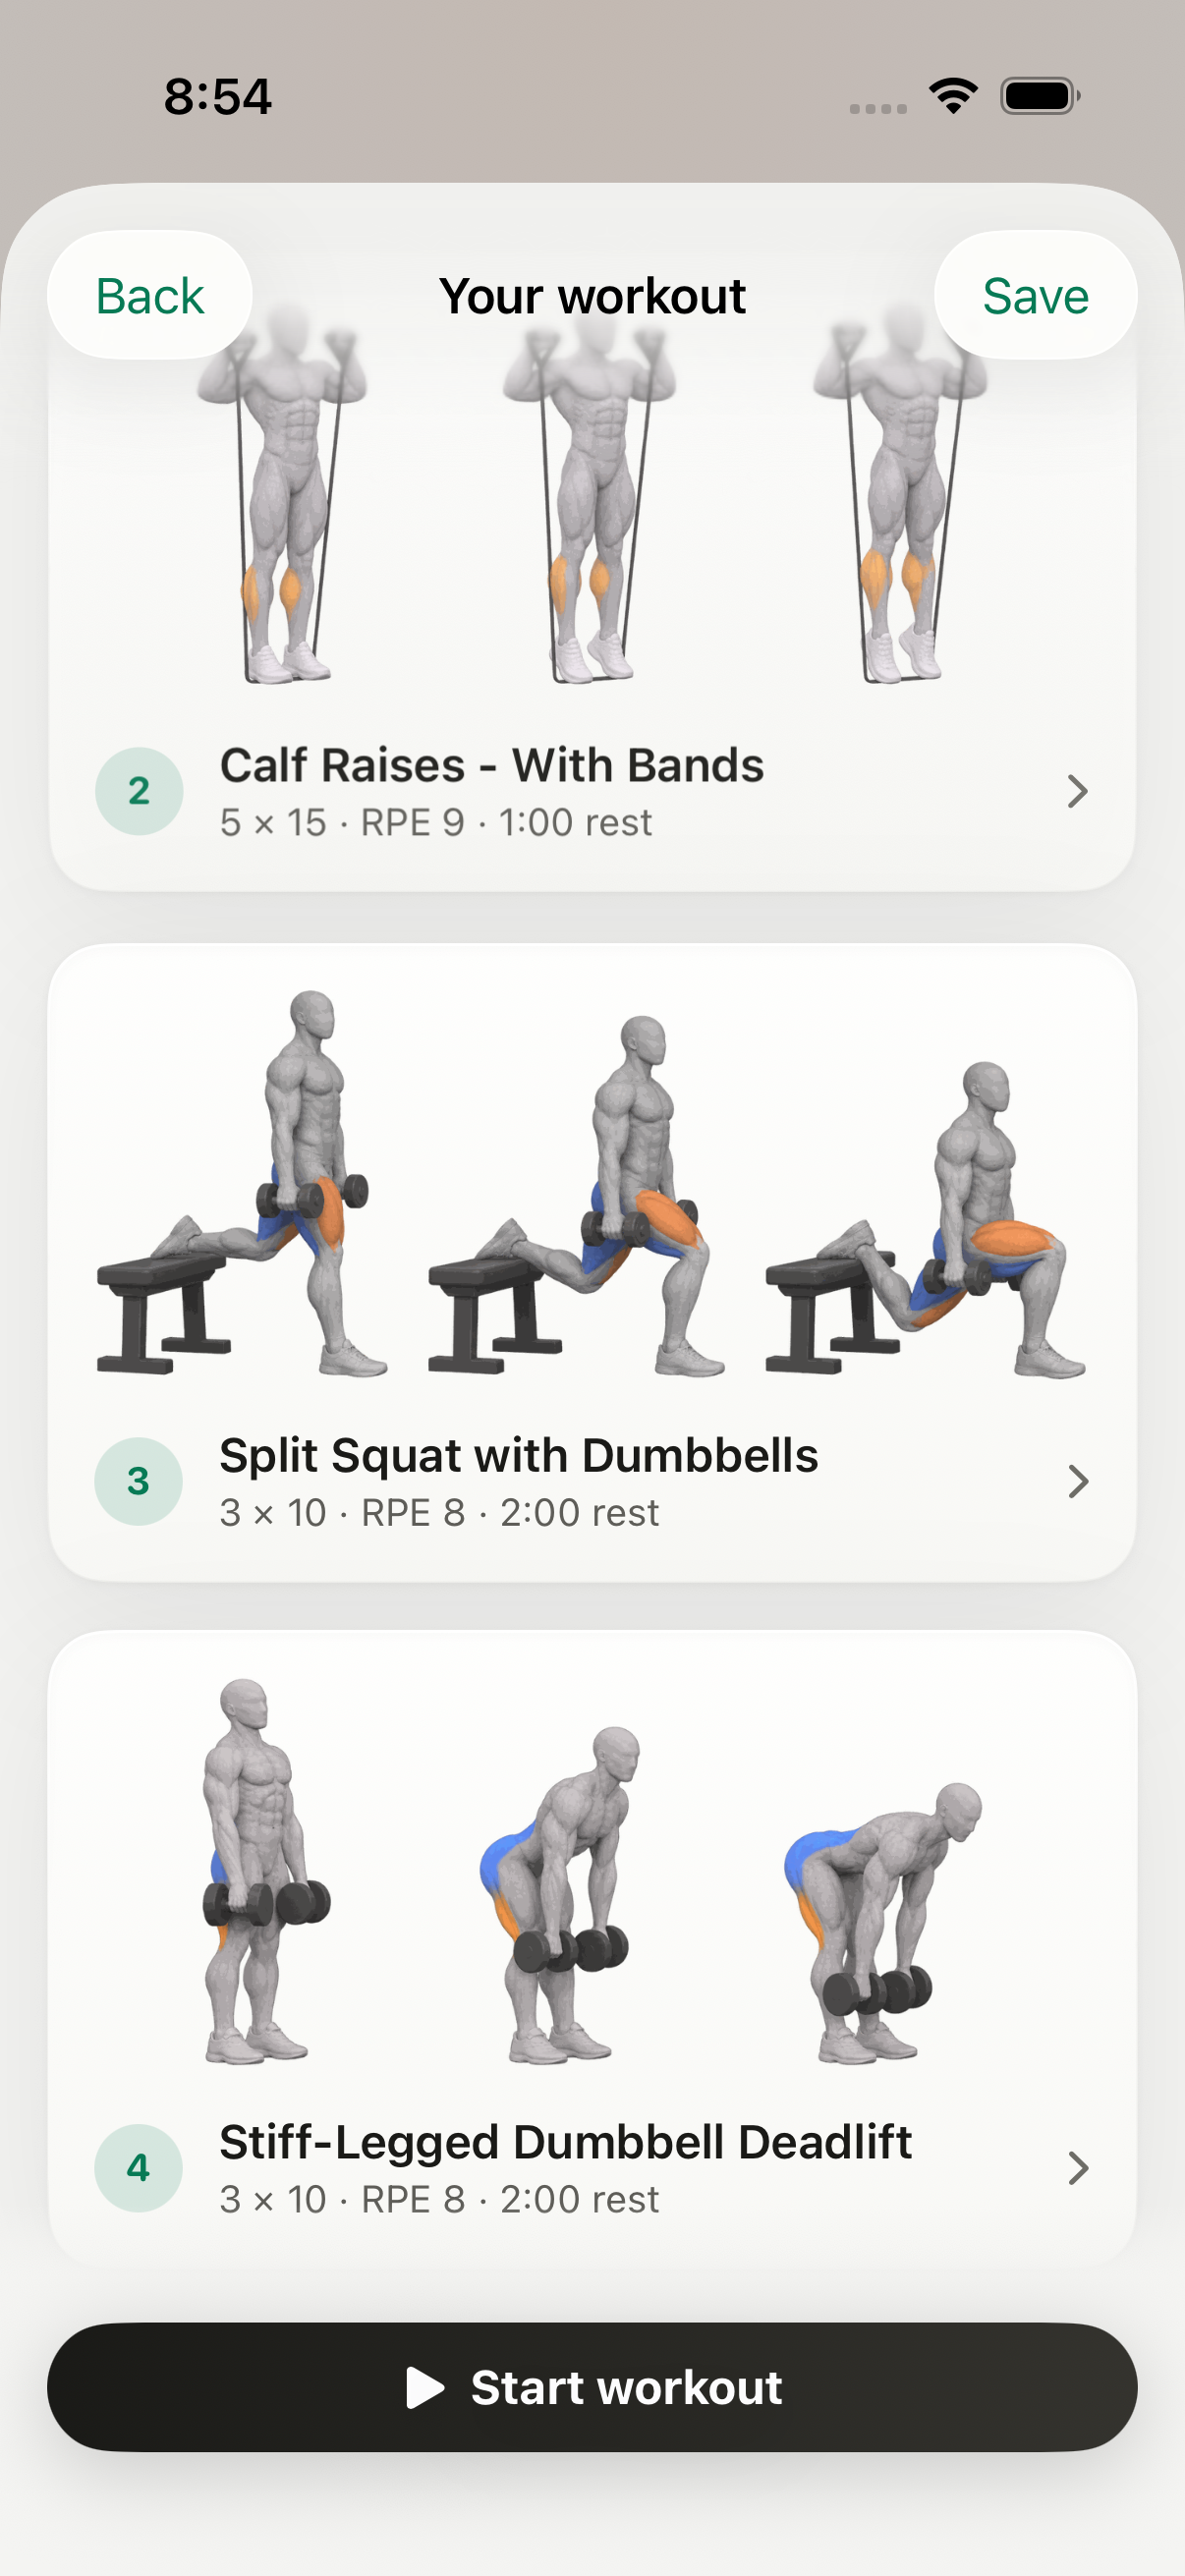 8:54
Back
Your workout
Save
2
Calf Raises - With Bands
5 × 15 · RPE 9 · 1:00 rest
3
Split Squat with Dumbbells
3 × 10 · RPE 8 · 2:00 rest
4
Stiff-Legged Dumbbell Deadlift
3 × 10 · RPE 8 · 2:00 rest
Start workout